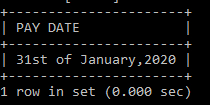 +----------------------+
| PAY DATE             |
+----------------------+
| 31st of January,2020 |
+----------------------+
1 row in set (0.000 sec)